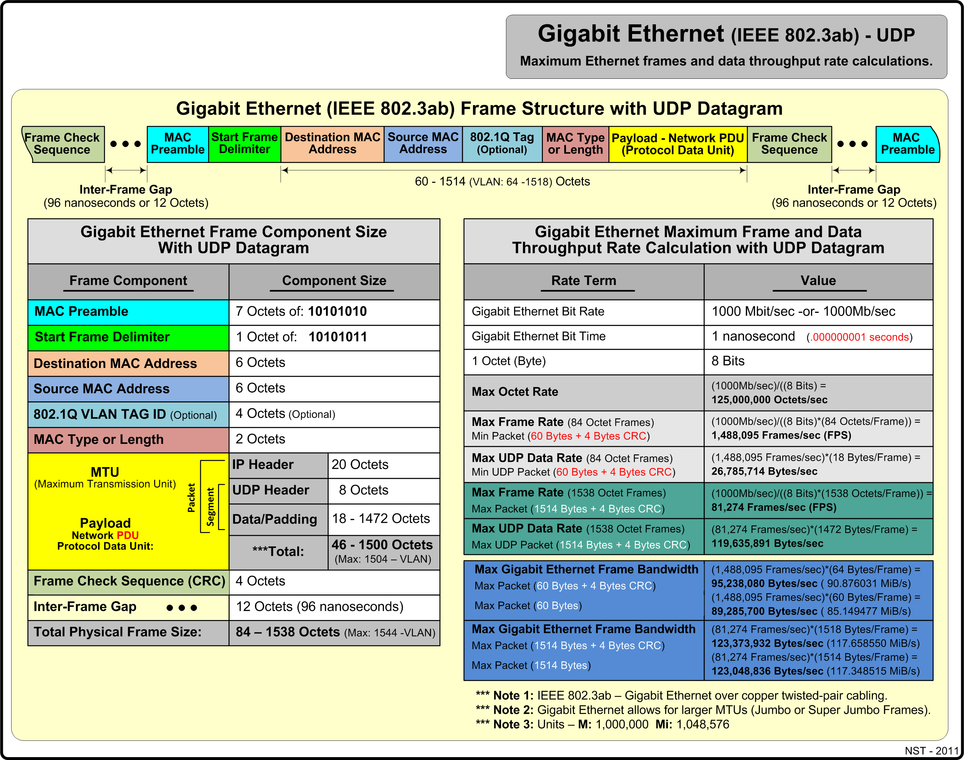 Gigabit Ethernet (IEEE 802.3ab) - UDP
Maximum Ethernet frames and data throughput rate calculations.
Gigabit Ethernet (IEEE 802.3ab) Frame Structure with UDP Datagram
Frame Check Sequence
MAC Preamble
Start Frame Delimiter
Destination MAC Address
Source MAC Address
802.1Q Tag (Optional)
MAC Type or Length
Payload - Network PDU (Protocol Data Unit)
Frame Check Sequence
MAC Preamble
Inter-Frame Gap
(96 nanoseconds or 12 Octets)
60 - 1514 (VLAN: 64 -1518) Octets
Inter-Frame Gap
(96 nanoseconds or 12 Octets)
Gigabit Ethernet Frame Component Size
With UDP Datagram
Frame Component Component Size
MAC Preamble 7 Octets of: 10101010
Start Frame Delimiter 1 Octet of: 10101011
Destination MAC Address 6 Octets
Source MAC Address 6 Octets
802.1Q VLAN TAG ID (Optional) 4 Octets (Optional)
MAC Type or Length 2 Octets
MTU
(Maximum Transmission Unit)
Payload
Network PDU
Protocol Data Unit:
Packet
Segment
IP Header 20 Octets
UDP Header 8 Octets
Data/Padding 18 - 1472 Octets
***Total: 46 - 1500 Octets
(Max: 1504 – VLAN)
Frame Check Sequence (CRC) 4 Octets
Inter-Frame Gap 12 Octets (96 nanoseconds)
Total Physical Frame Size: 84 – 1538 Octets (Max: 1544 -VLAN)
Gigabit Ethernet Maximum Frame and Data
Throughput Rate Calculation with UDP Datagram
Rate Term Value
Gigabit Ethernet Bit Rate 1000 Mbit/sec -or- 1000Mb/sec
Gigabit Ethernet Bit Time 1 nanosecond (.000000001 seconds)
1 Octet (Byte) 8 Bits
Max Octet Rate (1000Mb/sec)/((8 Bits) =
125,000,000 Octets/sec
Max Frame Rate (84 Octet Frames) (1000Mb/sec)/((8 Bits)*(84 Octets/Frame)) =
Min Packet (60 Bytes + 4 Bytes CRC) 1,488,095 Frames/sec (FPS)
Max UDP Data Rate (84 Octet Frames) (1,488,095 Frames/sec)*(18 Bytes/Frame) =
Min UDP Packet (60 Bytes + 4 Bytes CRC) 26,785,714 Bytes/sec
Max Frame Rate (1538 Octet Frames) (1000Mb/sec)/((8 Bits)*(1538 Octets/Frame)) =
Max Packet (1514 Bytes + 4 Bytes CRC) 81,274 Frames/sec (FPS)
Max UDP Data Rate (1538 Octet Frames) (81,274 Frames/sec)*(1472 Bytes/Frame) =
Max UDP Packet (1514 Bytes + 4 Bytes CRC) 119,635,891 Bytes/sec
Max Gigabit Ethernet Frame Bandwidth (1,488,095 Frames/sec)*(64 Bytes/Frame) =
Max Packet (60 Bytes + 4 Bytes CRC) 95,238,080 Bytes/sec ( 90.876031 MiB/s)
(1,488,095 Frames/sec)*(60 Bytes/Frame) =
Max Packet (60 Bytes) 89,285,700 Bytes/sec ( 85.149477 MiB/s)
Max Gigabit Ethernet Frame Bandwidth (81,274 Frames/sec)*(1518 Bytes/Frame) =
Max Packet (1514 Bytes + 4 Bytes CRC) 123,373,932 Bytes/sec (117.658550 MiB/s)
(81,274 Frames/sec)*(1514 Bytes/Frame) =
Max Packet (1514 Bytes) 123,048,836 Bytes/sec (117.348515 MiB/s)
*** Note 1: IEEE 802.3ab – Gigabit Ethernet over copper twisted-pair cabling.
*** Note 2: Gigabit Ethernet allows for larger MTUs (Jumbo or Super Jumbo Frames).
*** Note 3: Units – M: 1,000,000 Mi: 1,048,576
NST - 2011